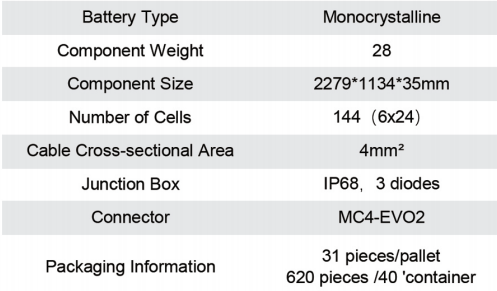 Battery Type Monocrystalline
Component Weight 28
Component Size 2279*1134*35mm
Number of Cells 144（6x24）
Cable Cross-sectional Area 4mm²
Junction Box IP68，3 diodes
Connector MC4-EVO2
Packaging Information 31 pieces/pallet
620 pieces /40 'container